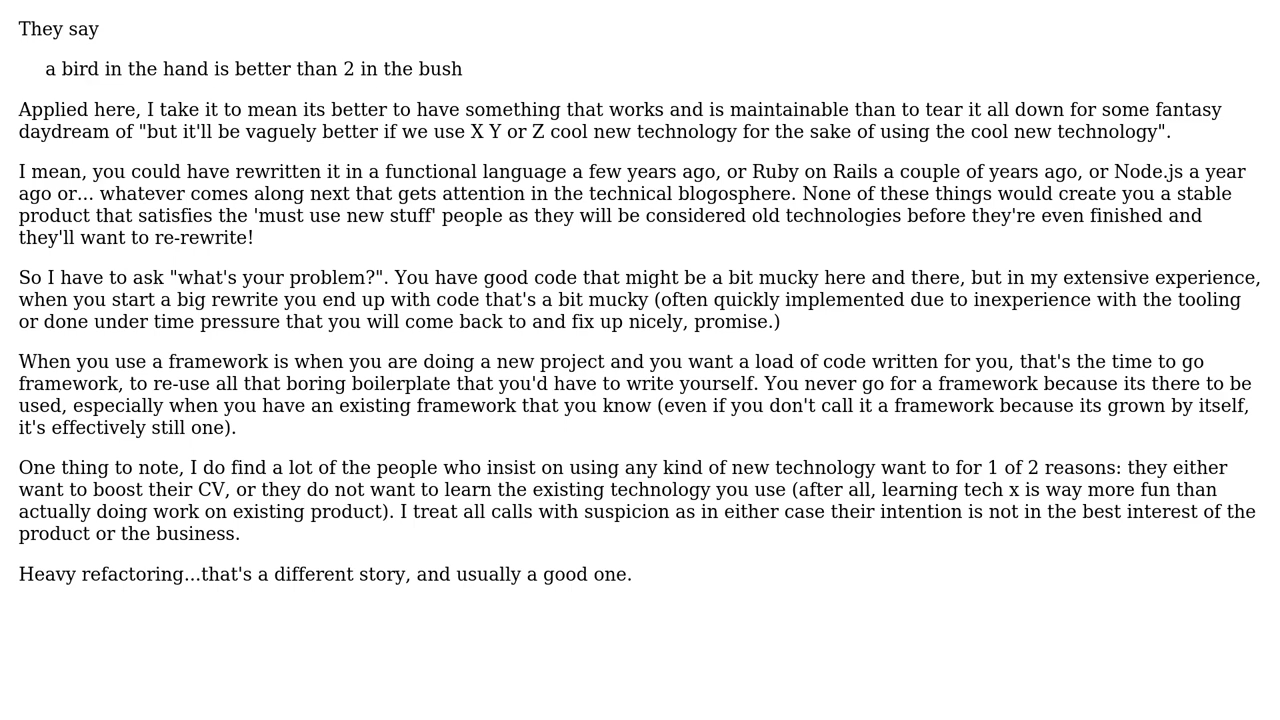 They say
a bird in the hand is better than 2 in the bush
Applied here, I take it to mean its better to have something that works and is maintainable than to tear it all down for some fantasy
daydream of "but it'll be vaguely better if we use X Y or Z cool new technology for the sake of using the cool new technology".
I mean, you could have rewritten it in a functional language a few years ago, or Ruby on Rails a couple of years ago, or Node.js a year
ago or... whatever comes along next that gets attention in the technical blogosphere. None of these things would create you a stable
product that satisfies the 'must use new stuff' people as they will be considered old technologies before they're even finished and
they'll want to re-rewrite!
So I have to ask "what's your problem?". You have good code that might be a bit mucky here and there, but in my extensive experience,
when you start a big rewrite you end up with code that's a bit mucky (often quickly implemented due to inexperience with the tooling
or done under time pressure that you will come back to and fix up nicely, promise.)
When you use a framework is when you are doing a new project and you want a load of code written for you, that's the time to go
framework, to re-use all that boring boilerplate that you'd have to write yourself. You never go for a framework because its there to be
used, especially when you have an existing framework that you know (even if you don't call it a framework because its grown by itself,
it's effectively still one).
One thing to note, I do find a lot of the people who insist on using any kind of new technology want to for 1 of 2 reasons: they either
want to boost their CV, or they do not want to learn the existing technology you use (after all, learning tech x is way more fun than
actually doing work on existing product). I treat all calls with suspicion as in either case their intention is not in the best interest of the
product or the business.
Heavy refactoring...that's a different story, and usually a good one.